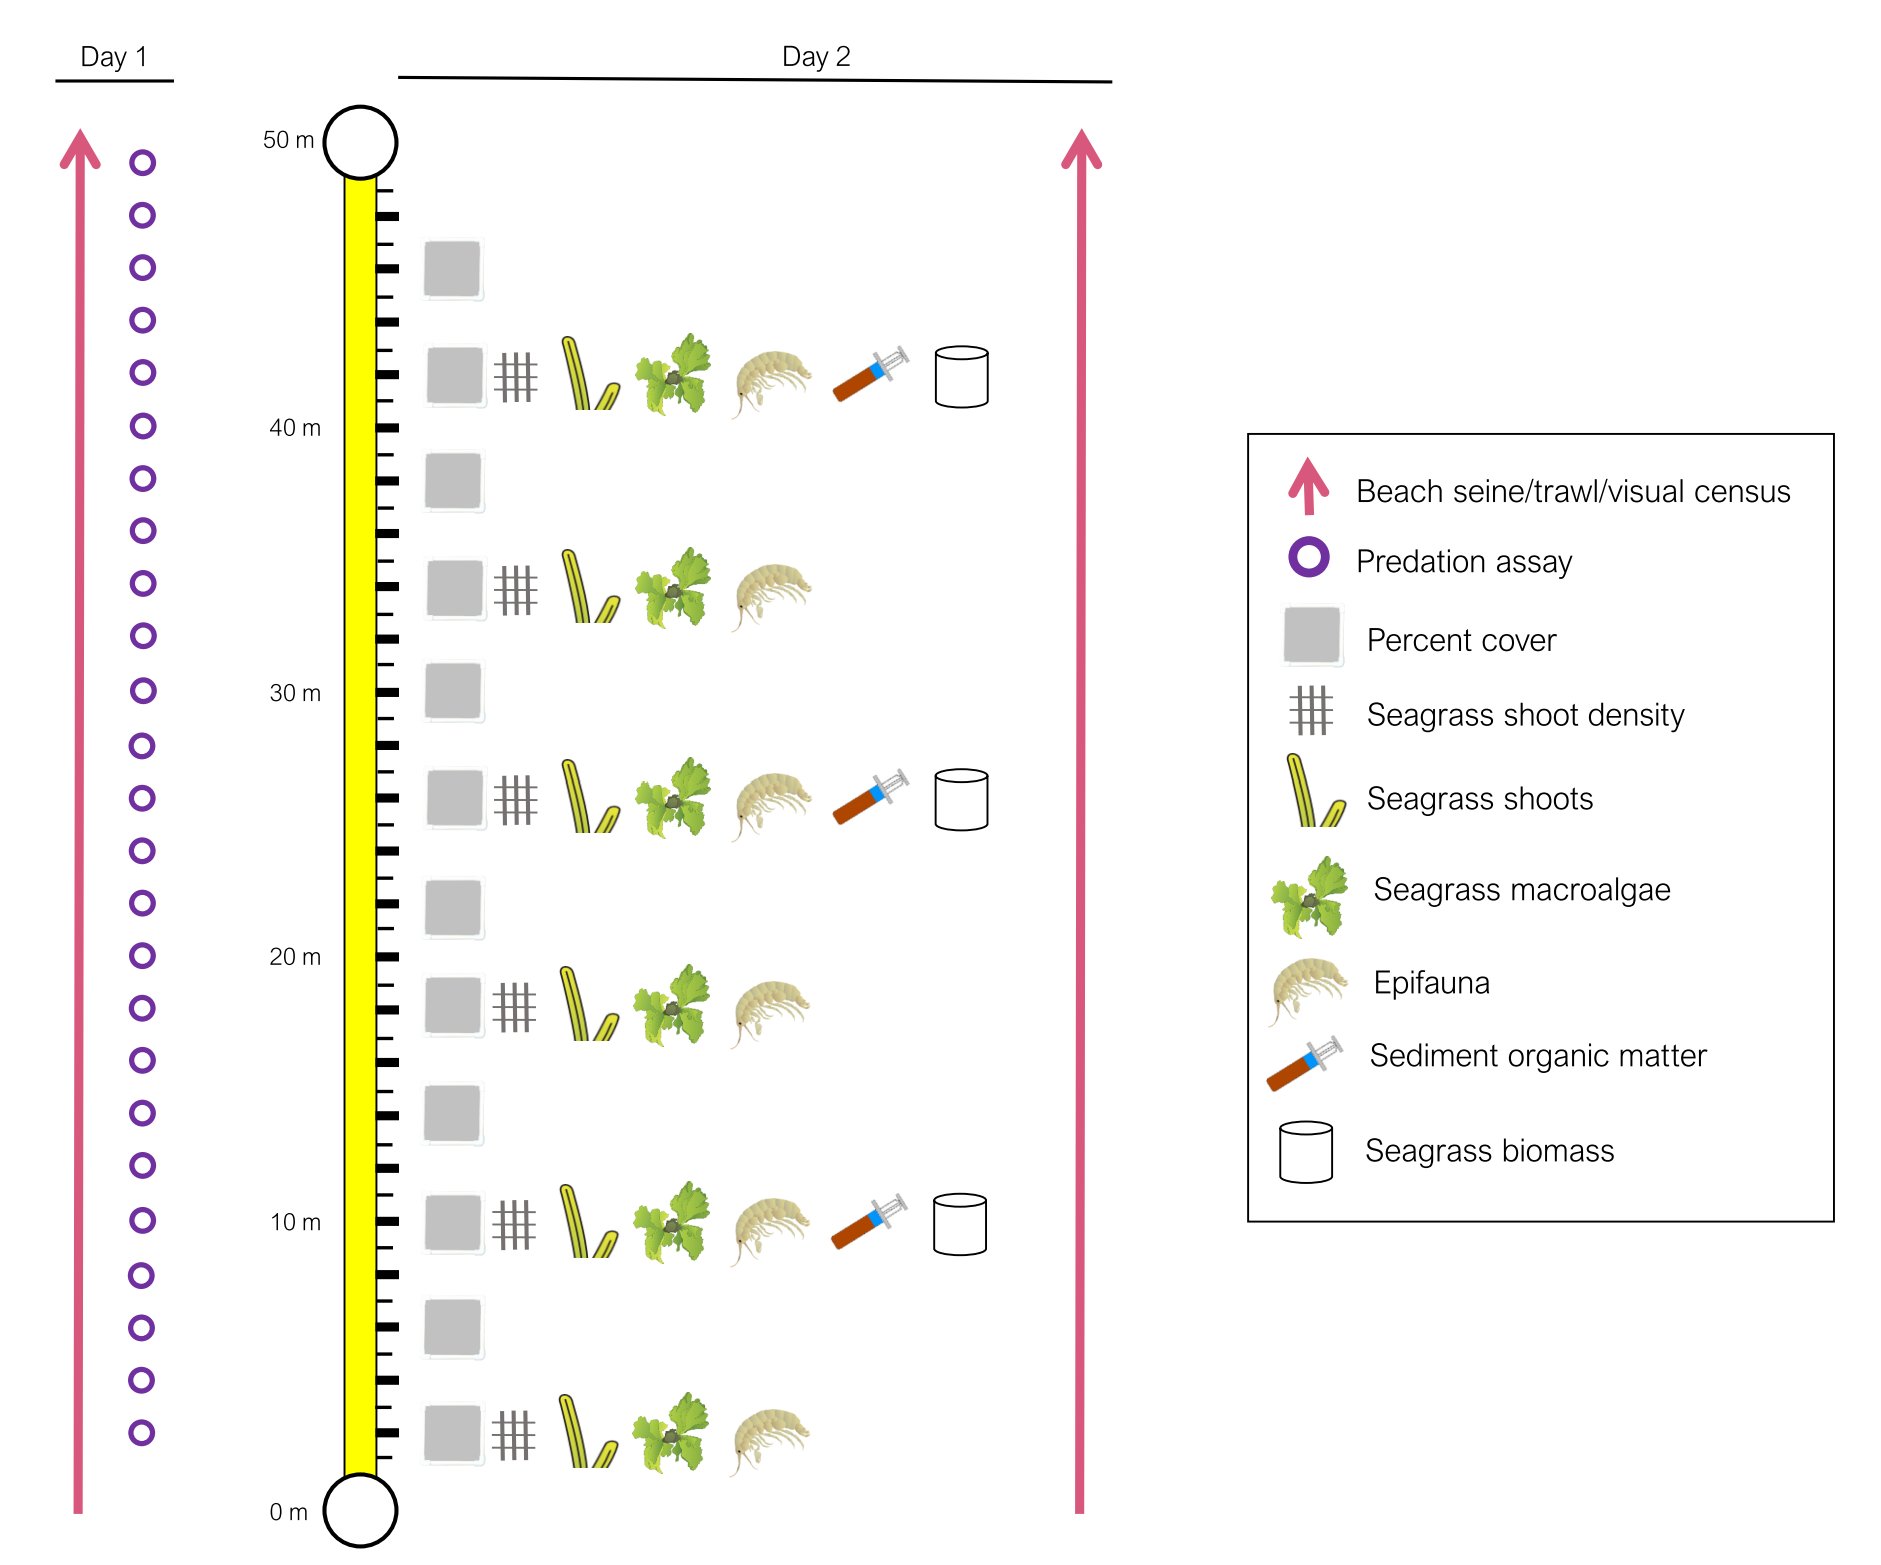 Day 1
Day 2
50 m
40 m
30 m
20 m
10 m
0 m
Beach seine/trawl/visual census
Predation assay
Percent cover
Seagrass shoot density
Seagrass shoots
Seagrass macroalgae
Epifauna
Sediment organic matter
Seagrass biomass